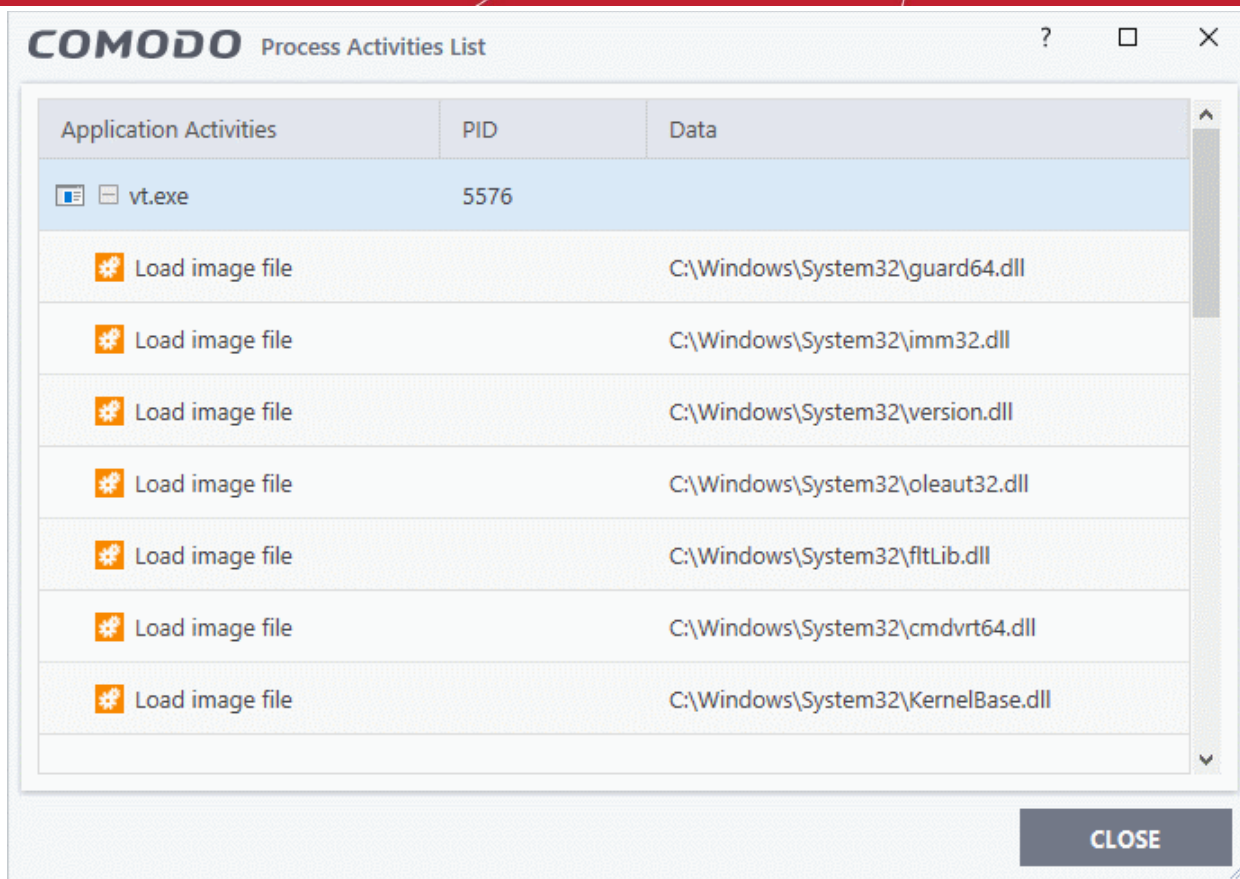 COMODO Process Activities List ?
Application Activities PID Data
vt.exe 5576
Load image file C:\Windows\System32\guard64.dll
Load image file C:\Windows\System32\imm32.dll
Load image file C:\Windows\System32\version.dll
Load image file C:\Windows\System32\oleaut32.dll
Load image file C:\Windows\System32\fltLib.dll
Load image file C:\Windows\System32\cmdvrt64.dll
Load image file C:\Windows\System32\KernelBase.dll
CLOSE